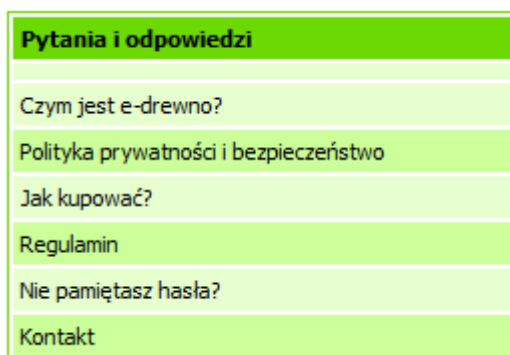 Pytania i odpowiedzi
Czym jest e-drewno?
Polityka prywatności i bezpieczeństwo
Jak kupować?
Regulamin
Nie pamiętasz hasła?
Kontakt